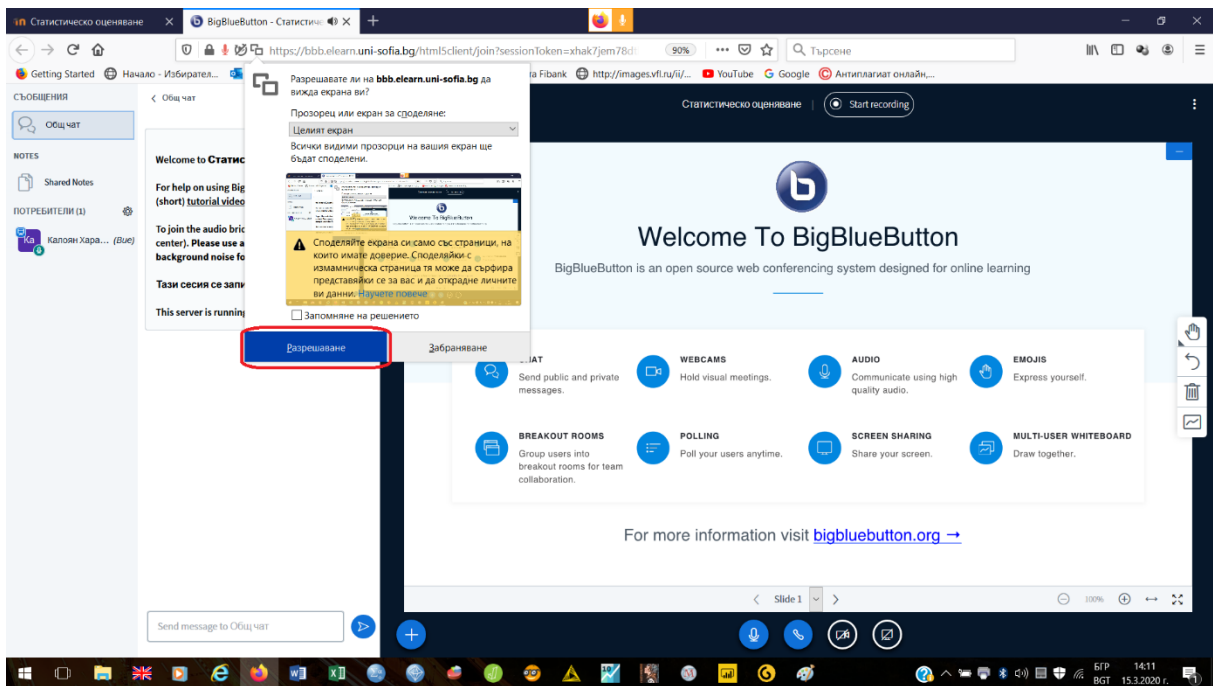 Статистическо оценяване
BigBlueButton - Статистиче
https://bbb.elearn.uni-sofia.bg/html5client/join?sessionToken=xhak7jem78d
90%
Търсене
Getting Started
Начало - Избирател...
ra Fibank
http://images.vfl.ru/ii/...
YouTube
Google
Антиплагиат онлайн,...
СЪОБЩЕНИЯ
Общ чат
NOTES
Shared Notes
ПОТРЕБИТЕЛИ (1)
Ка
Калоян Хара... (Вие)
Общ чат
Welcome to Статис
For help on using Big
(short) tutorial video
To join the audio bric
center). Please use a
background noise fo
Тази сесия се запи
This server is running
Send message to Общ чат
Разрешавате ли на bbb.elearn.uni-sofia.bg да
вижда екрана ви?
Прозорец или екран за споделяне:
Целият екран
Всички видими прозорци на вашия екран ще
бъдат споделени.
Споделяйте екрана си само със страници, на
които имате доверие. Споделяйки с
измамническа страница тя може да сърфира
представяйки се за вас и да открадне личните
ви данни. Научете повече
Запомняне на решението
Разрешаване
Забраняване
Статистическо оценяване
Start recording
Welcome To BigBlueButton
BigBlueButton is an open source web conferencing system designed for online learning
CHAT
Send public and private
messages.
WEBCAMS
Hold visual meetings.
AUDIO
Communicate using high
quality audio.
EMOJIS
Express yourself.
BREAKOUT ROOMS
Group users into
breakout rooms for team
collaboration.
POLLING
Poll your users anytime.
SCREEN SHARING
Share your screen.
MULTI-USER WHITEBOARD
Draw together.
For more information visit bigbluebutton.org →
Slide 1
100%
БГР
BGT
14:11
15.3.2020 г.